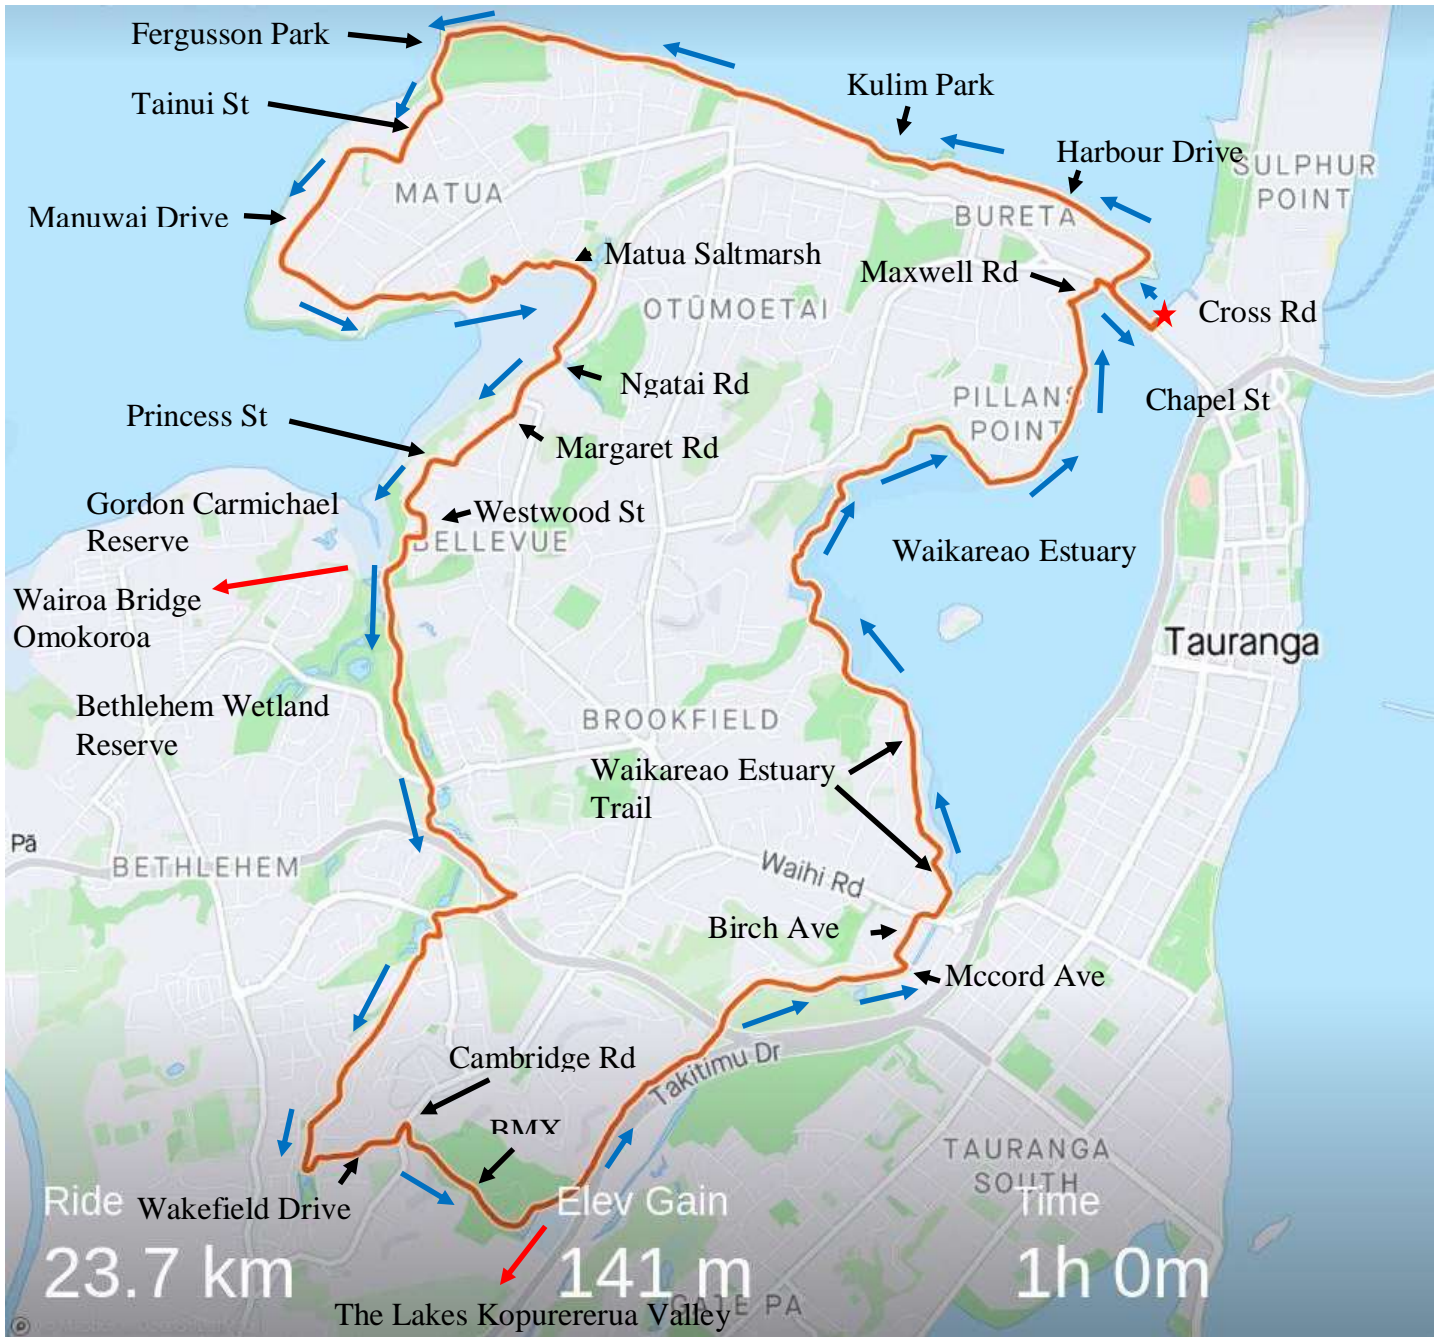 Fergusson Park
Kulim Park
Tainui St
Harbour Drive
SULPHUR
POINT
MATUA
Manuwai Drive
BURETA
Matua Saltmarsh
Maxwell Rd
OTŪMOETAI
Cross Rd
Ngatai Rd
PILLANS
POINT
Chapel St
Princess St
Margaret Rd
Gordon Carmichael
Reserve
Westwood St
BELLEVUE
Waikareao Estuary
Wairoa Bridge
Omokoroa
Tauranga
Bethlehem Wetland
Reserve
BROOKFIELD
Waikareao Estuary
Trail
Pā
BETHLEHEM
Waihi Rd
Birch Ave
Mccord Ave
Cambridge Rd
Takitimu Dr
BMX
TAURANGA
SOUTH
Ride
Wakefield Drive
Elev Gain
Time
23.7 km
141 m
1h 0m
The Lakes Kopurererua Valley
GATE PA